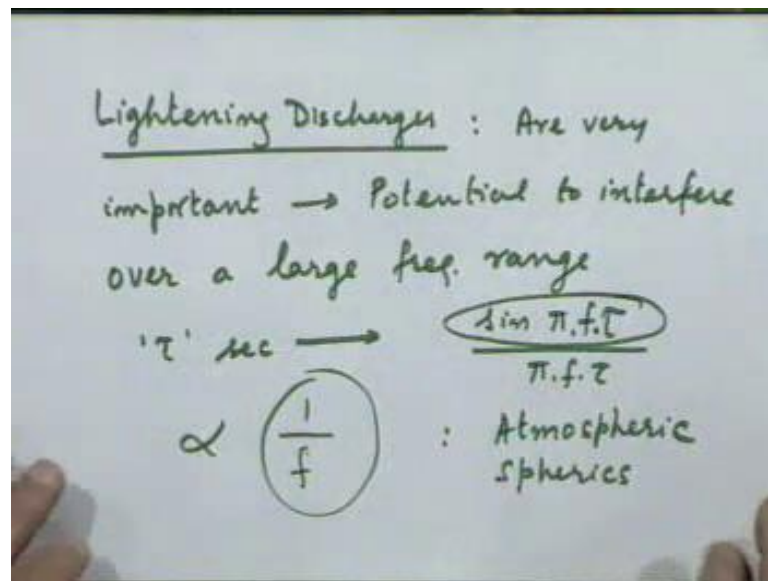 Lightening Discharges : Are very
important → Potential to interfere
over a large freq. range
'τ' sec → sin π.f.τ / π.f.τ
∝ 1/f : Atmospheric
spherics